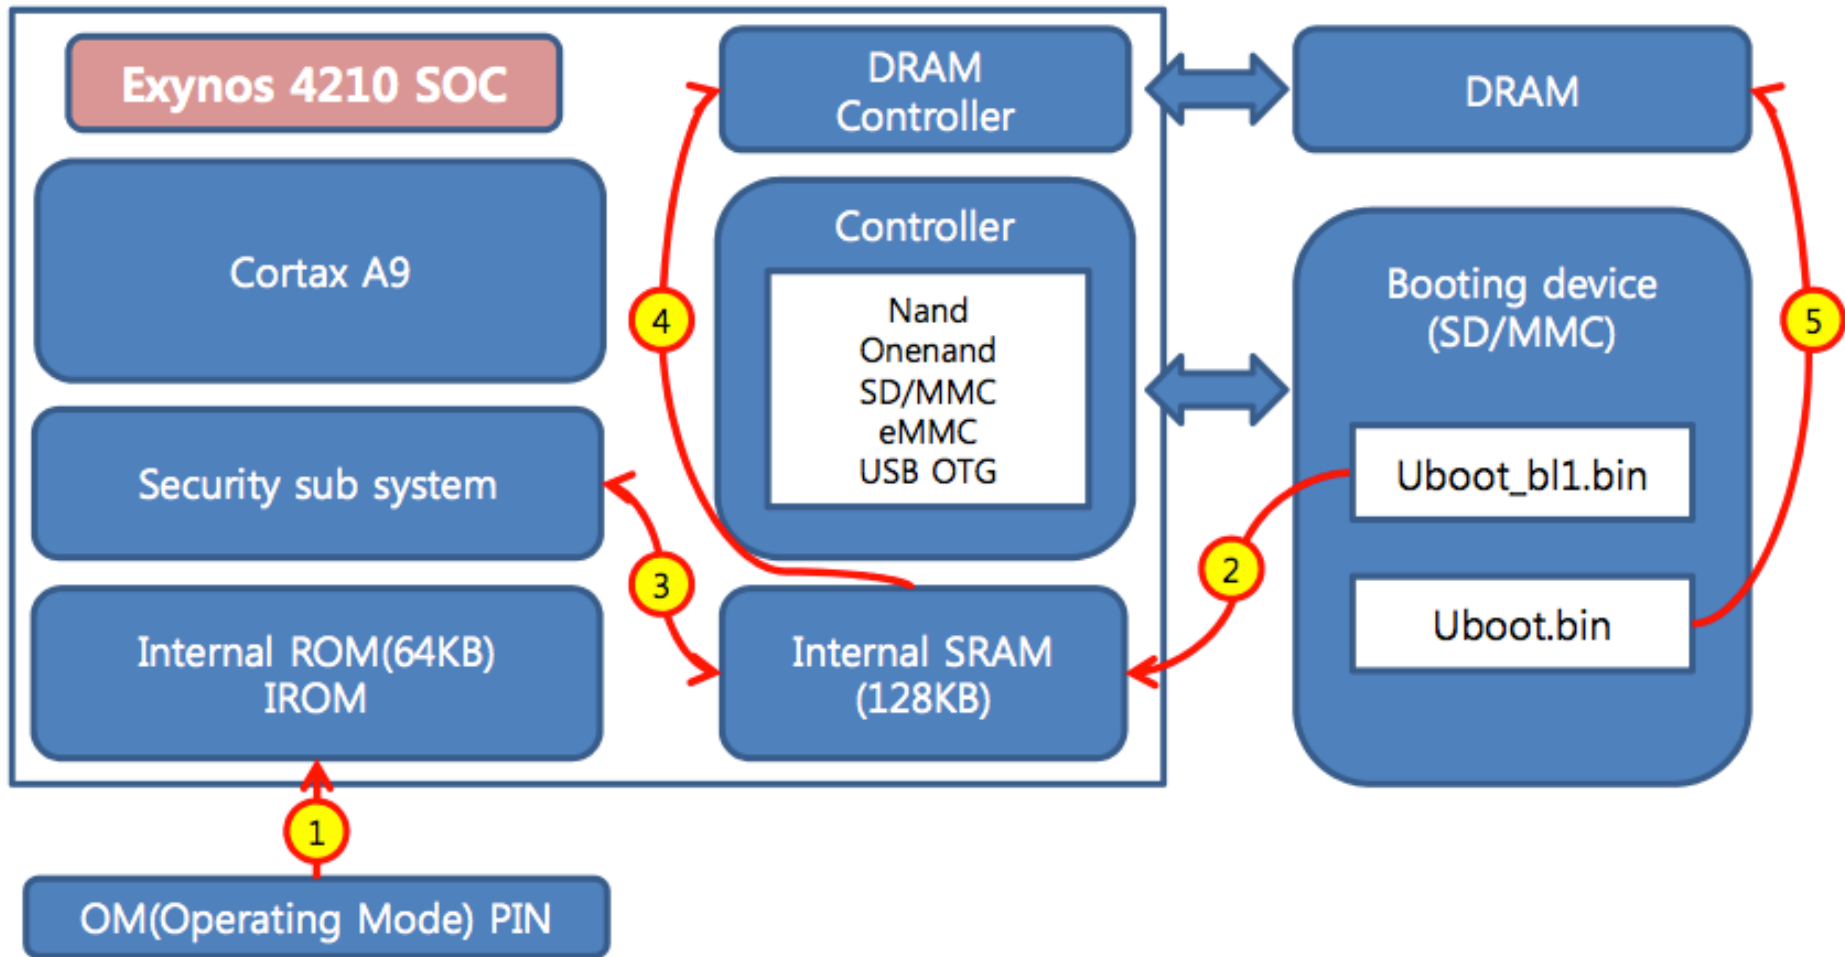 Exynos 4210 SOC
Cortax A9
Security sub system
Internal ROM(64KB)
IROM
OM(Operating Mode) PIN
DRAM
Controller
Controller
Nand
Onenand
SD/MMC
eMMC
USB OTG
Internal SRAM
(128KB)
DRAM
Booting device
(SD/MMC)
Uboot_bl1.bin
Uboot.bin
1
2
3
4
5